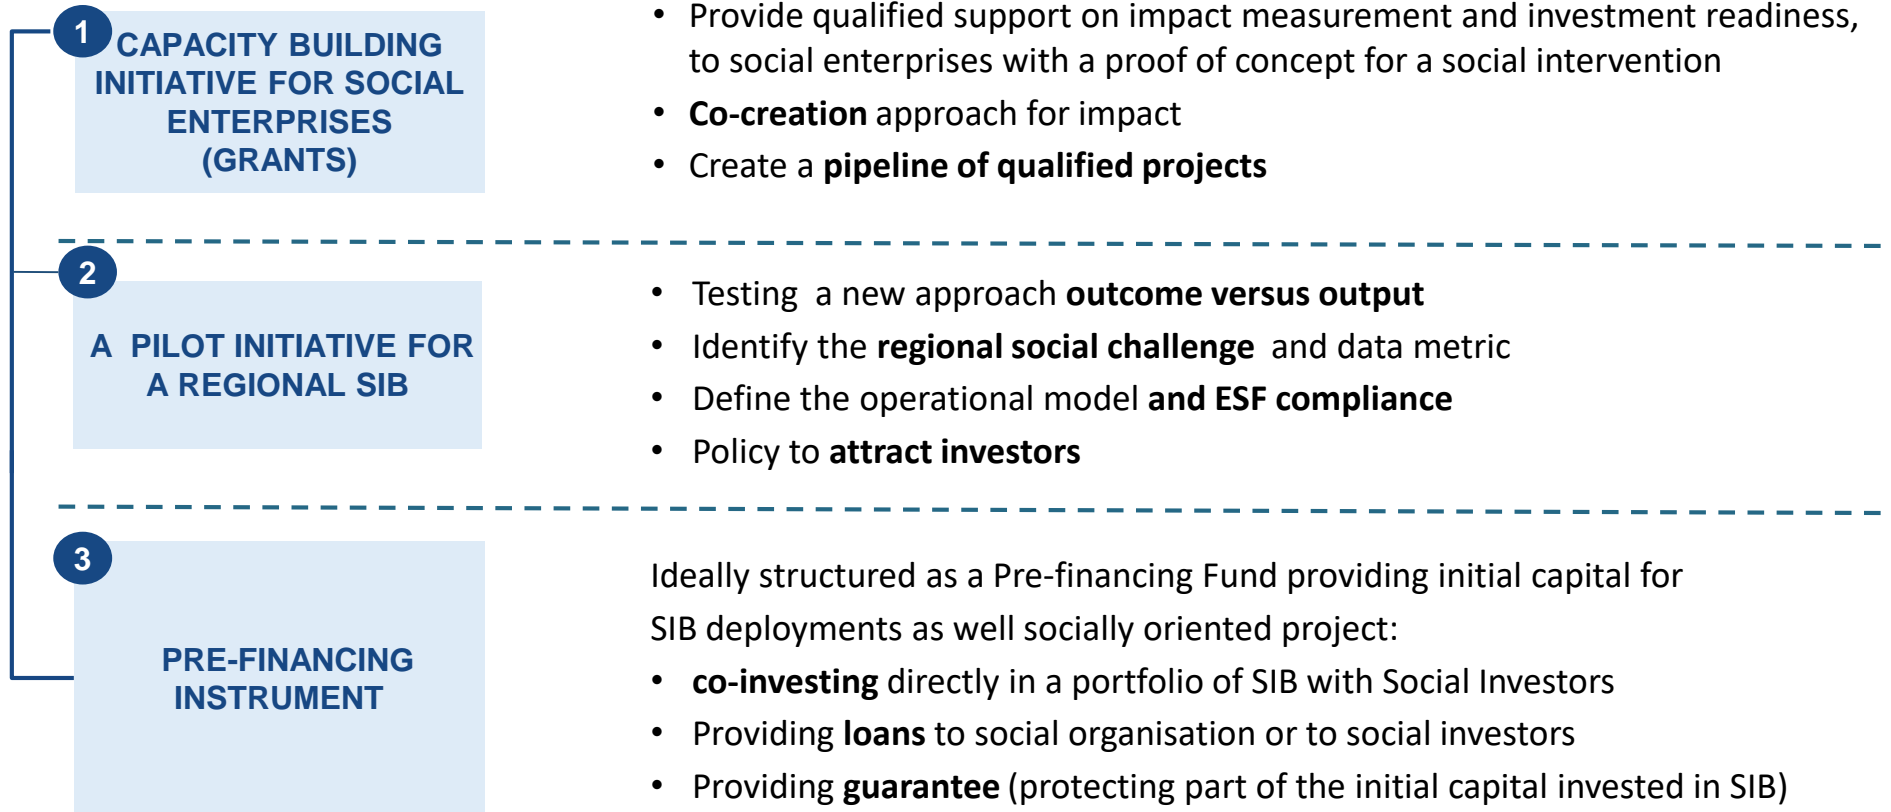 1
CAPACITY BUILDING
INITIATIVE FOR SOCIAL
ENTERPRISES
(GRANTS)
• Provide qualified support on impact measurement and investment readiness,
to social enterprises with a proof of concept for a social intervention
• Co-creation approach for impact
• Create a pipeline of qualified projects
2
A PILOT INITIATIVE FOR
A REGIONAL SIB
• Testing a new approach outcome versus output
• Identify the regional social challenge and data metric
• Define the operational model and ESF compliance
• Policy to attract investors
3
PRE-FINANCING
INSTRUMENT
Ideally structured as a Pre-financing Fund providing initial capital for
SIB deployments as well socially oriented project:
• co-investing directly in a portfolio of SIB with Social Investors
• Providing loans to social organisation or to social investors
• Providing guarantee (protecting part of the initial capital invested in SIB)